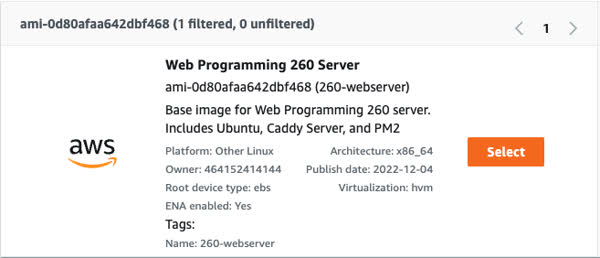 ami-0d80afaa642dbf468 (1 filtered, 0 unfiltered)
1
Web Programming 260 Server
ami-0d80afaa642dbf468 (260-webserver)
Base image for Web Programming 260 server.
Includes Ubuntu, Caddy Server, and PM2
aws
Platform: Other Linux Architecture: x86_64
Select
Owner: 464152414144 Publish date: 2022-12-04
Root device type: ebs Virtualization: hvm
ENA enabled: Yes
Tags:
Name: 260-webserver